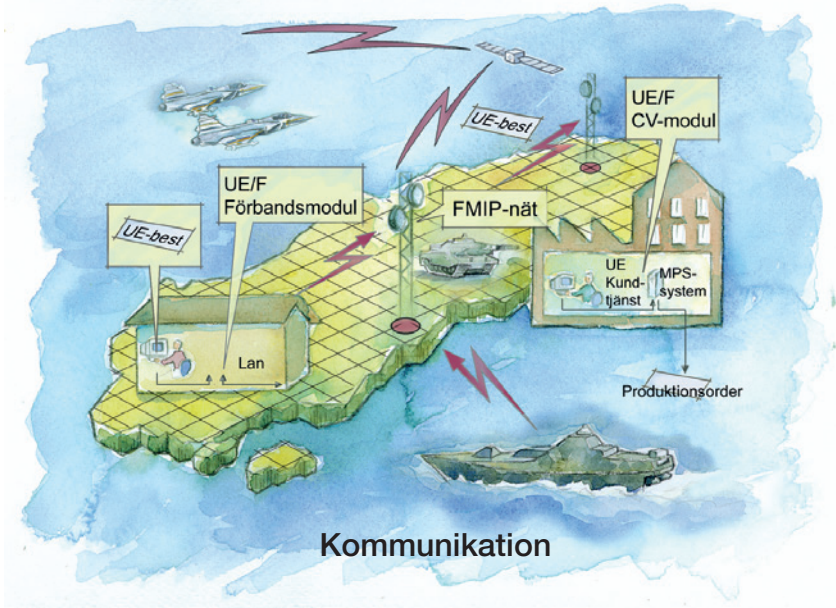 UE-best
UE/F
CV-modul
UE/F
Förbandsmodul
UE-best
FMIP-nät
UE
Kund-
tjänst
MPS-
system
Lan
Produktionsorder
Kommunikation